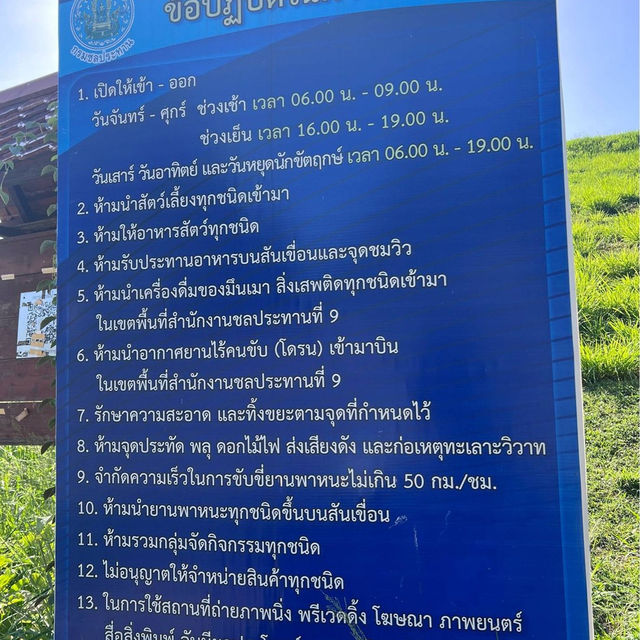 กรมชลประทาน
1. เปิดให้เข้า - ออก
วันจันทร์ - ศุกร์ ช่วงเช้า เวลา 06.00 น. - 09.00 น.
ช่วงเย็น เวลา 16.00 น. - 19.00 น.
วันเสาร์ วันอาทิตย์ และวันหยุดนักขัตฤกษ์ เวลา 06.00 น. - 19.00 น.
2. ห้ามนำสัตว์เลี้ยงทุกชนิดเข้ามา
3. ห้ามให้อาหารสัตว์ทุกชนิด
4. ห้ามรับประทานอาหารบนสันเขื่อนและจุดชมวิว
5. ห้ามนำเครื่องดื่มของมึนเมา สิ่งเสพติดทุกชนิดเข้ามา
ในเขตพื้นที่สำนักงานชลประทานที่ 9
6. ห้ามนำอากาศยานไร้คนขับ (โดรน) เข้ามาบิน
ในเขตพื้นที่สำนักงานชลประทานที่ 9
7. รักษาความสะอาด และทิ้งขยะตามจุดที่กำหนดไว้
8. ห้ามจุดประทัด พลุ ดอกไม้ไฟ ส่งเสียงดัง และก่อเหตุทะเลาะวิวาท
9. จำกัดความเร็วในการขับขี่ยานพาหนะไม่เกิน 50 กม./ชม.
10. ห้ามนำยานพาหนะทุกชนิดขึ้นบนสันเขื่อน
11. ห้ามรวมกลุ่มจัดกิจกรรมทุกชนิด
12. ไม่อนุญาตให้จำหน่ายสินค้าทุกชนิด
13. ในการใช้สถานที่ถ่ายภาพนิ่ง พรีเวดดิ้ง โฆษณา ภาพยนตร์
สื่อสิ่งพิมพ์